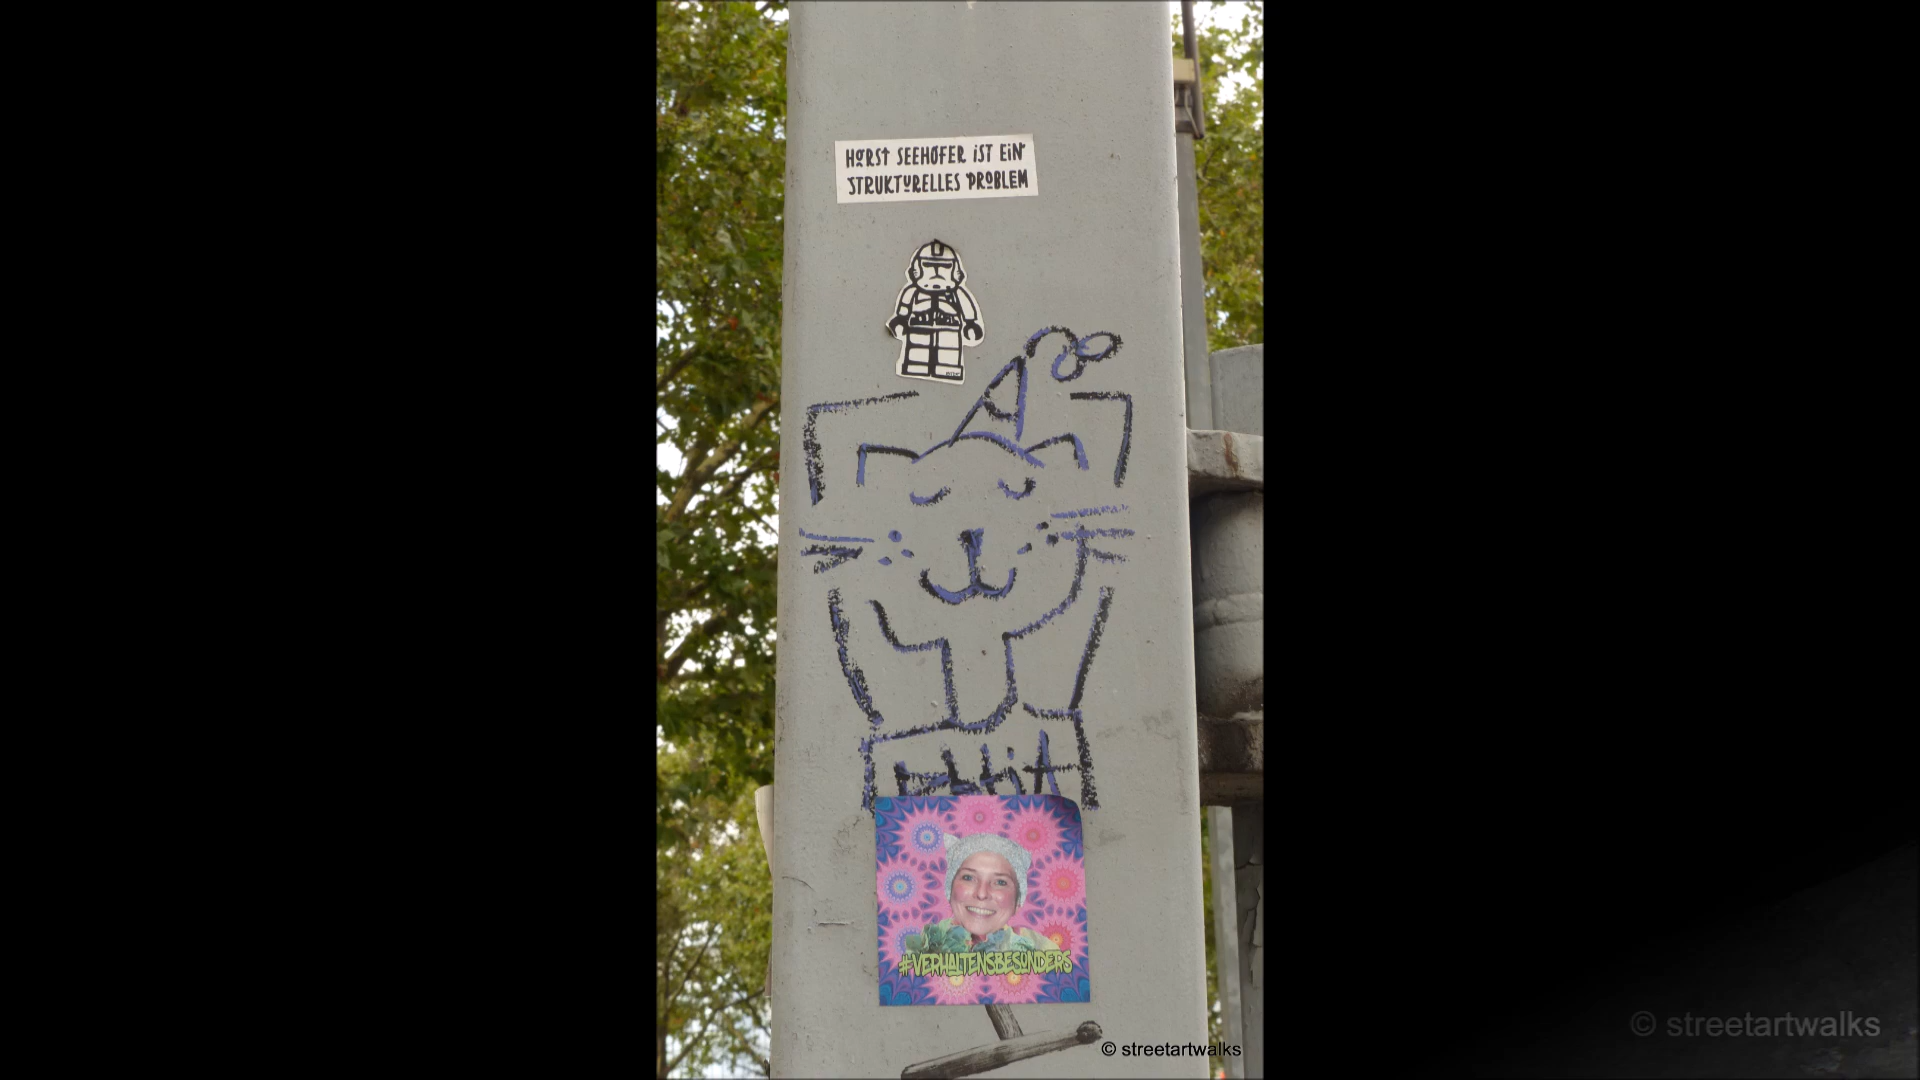 HORST SEEHOFER iST EiN
STRUKTURELLES PROBLEM
#VERHALTENSBESONDERS
© streetartwalks
© streetartwalks